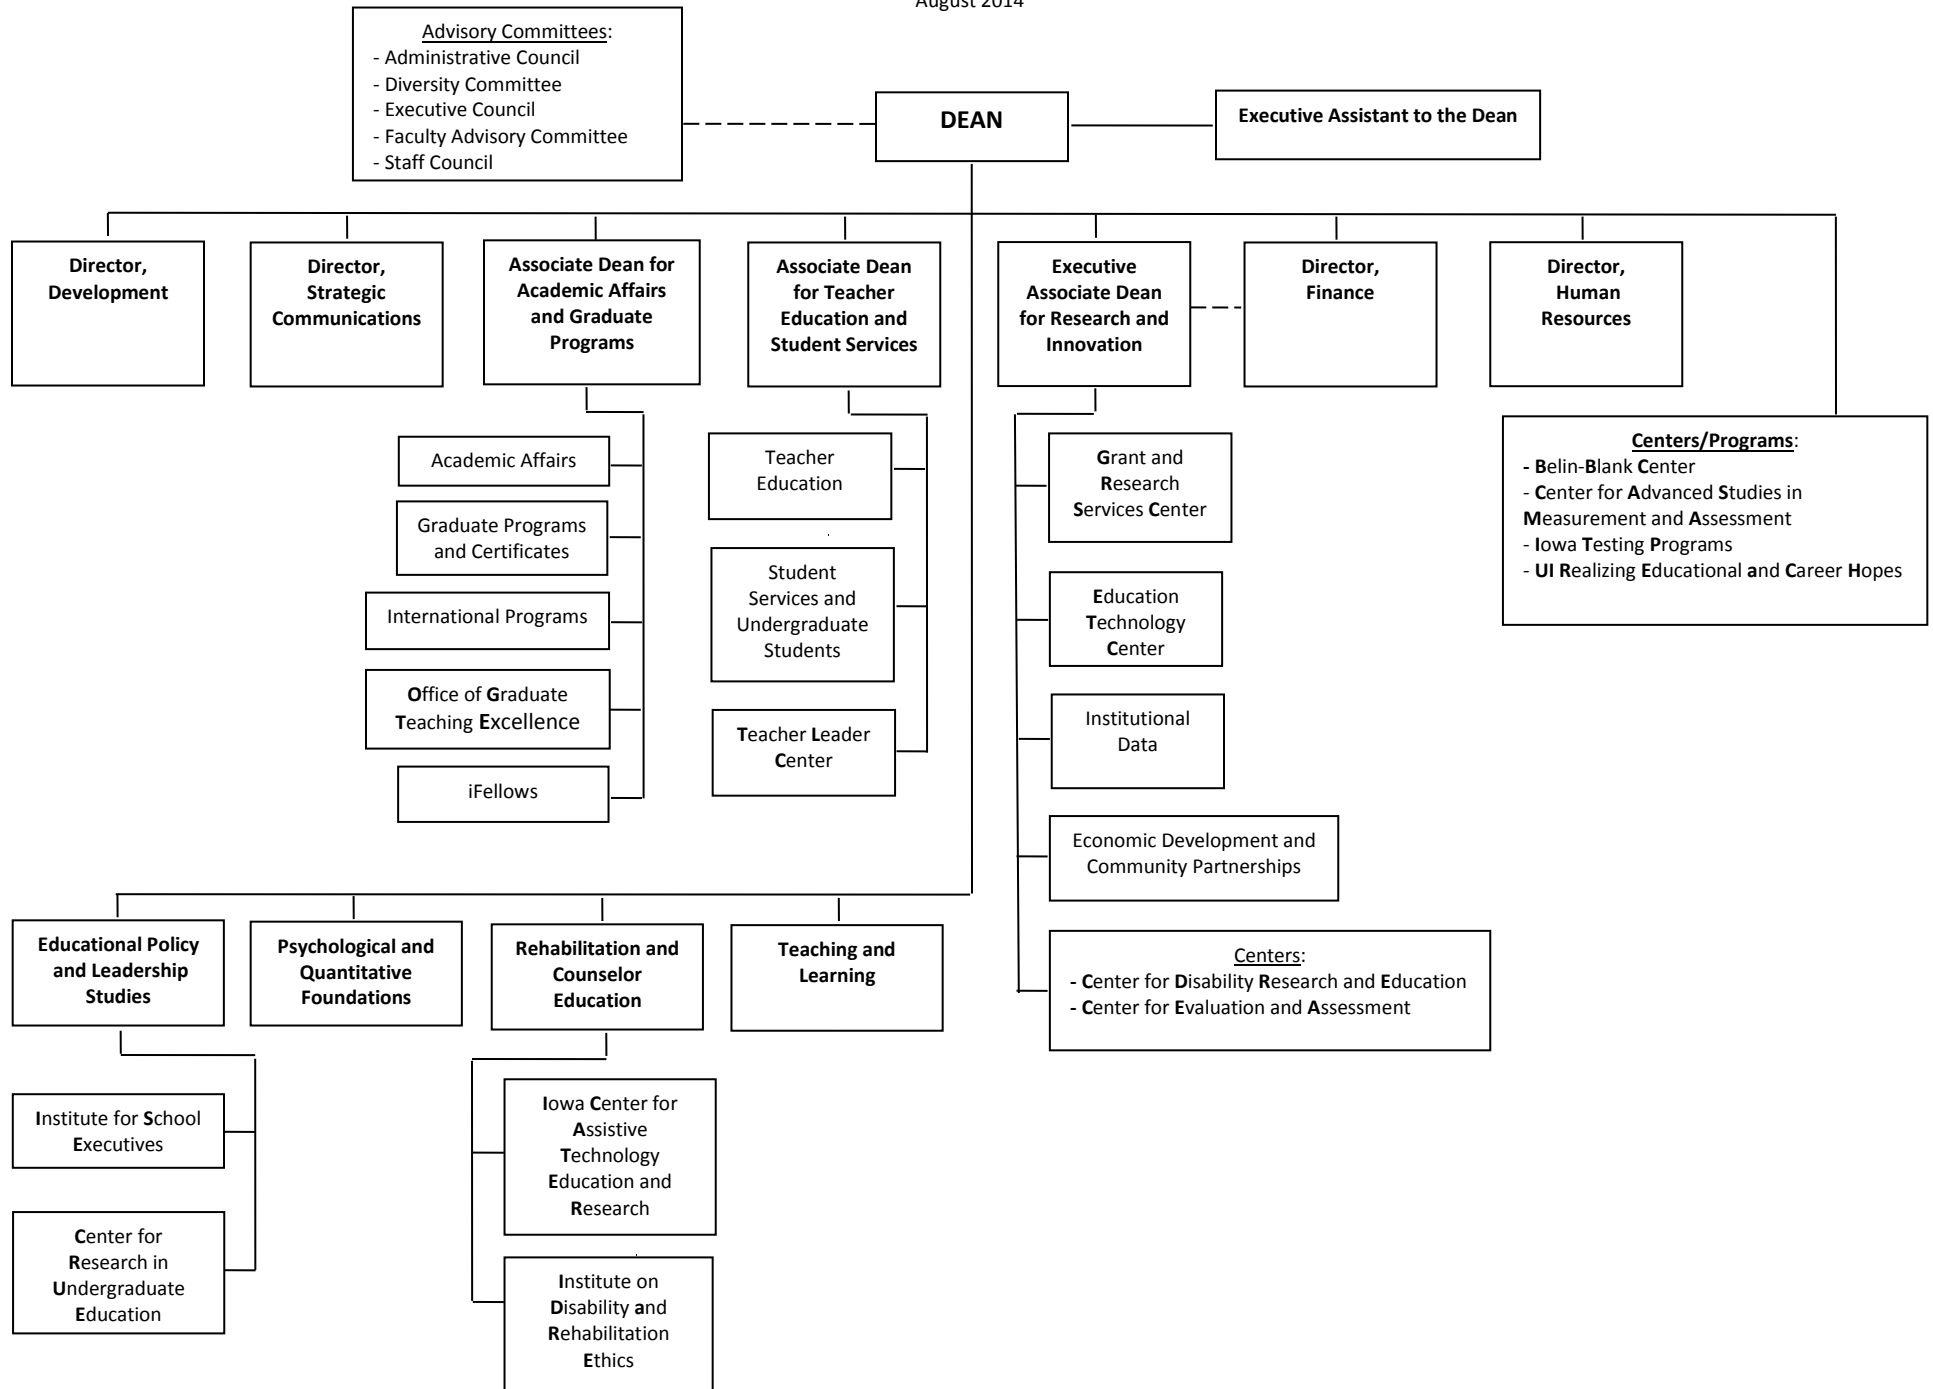 August 2014
Advisory Committees:
- Administrative Council
- Diversity Committee
- Executive Council
- Faculty Advisory Committee
- Staff Council
DEAN
Executive Assistant to the Dean
Director,
Development
Director,
Strategic
Communications
Associate Dean for
Academic Affairs
and Graduate
Programs
Associate Dean
for Teacher
Education and
Student Services
Executive
Associate Dean
for Research and
Innovation
Director,
Finance
Director,
Human
Resources
Academic Affairs
Graduate Programs
and Certificates
International Programs
Office of Graduate
Teaching Excellence
iFellows
Teacher
Education
Student
Services and
Undergraduate
Students
Teacher Leader
Center
Grant and
Research
Services Center
Education
Technology
Center
Institutional
Data
Economic Development and
Community Partnerships
Centers:
- Center for Disability Research and Education
- Center for Evaluation and Assessment
Centers/Programs:
- Belin-Blank Center
- Center for Advanced Studies in
Measurement and Assessment
- Iowa Testing Programs
- UI Realizing Educational and Career Hopes
Educational Policy
and Leadership
Studies
Psychological and
Quantitative
Foundations
Rehabilitation and
Counselor
Education
Teaching and
Learning
Institute for School
Executives
Center for
Research in
Undergraduate
Education
Iowa Center for
Assistive
Technology
Education and
Research
Institute on
Disability and
Rehabilitation
Ethics